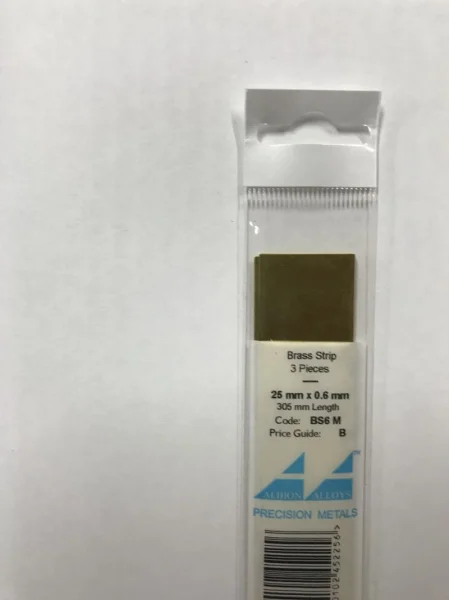 Brass Strip
3 Pieces
25 mm x 0.6 mm
305 mm Length
Code: BS6 M
Price Guide: B
TM
ALBION ALLOYS
PRECISION METALS